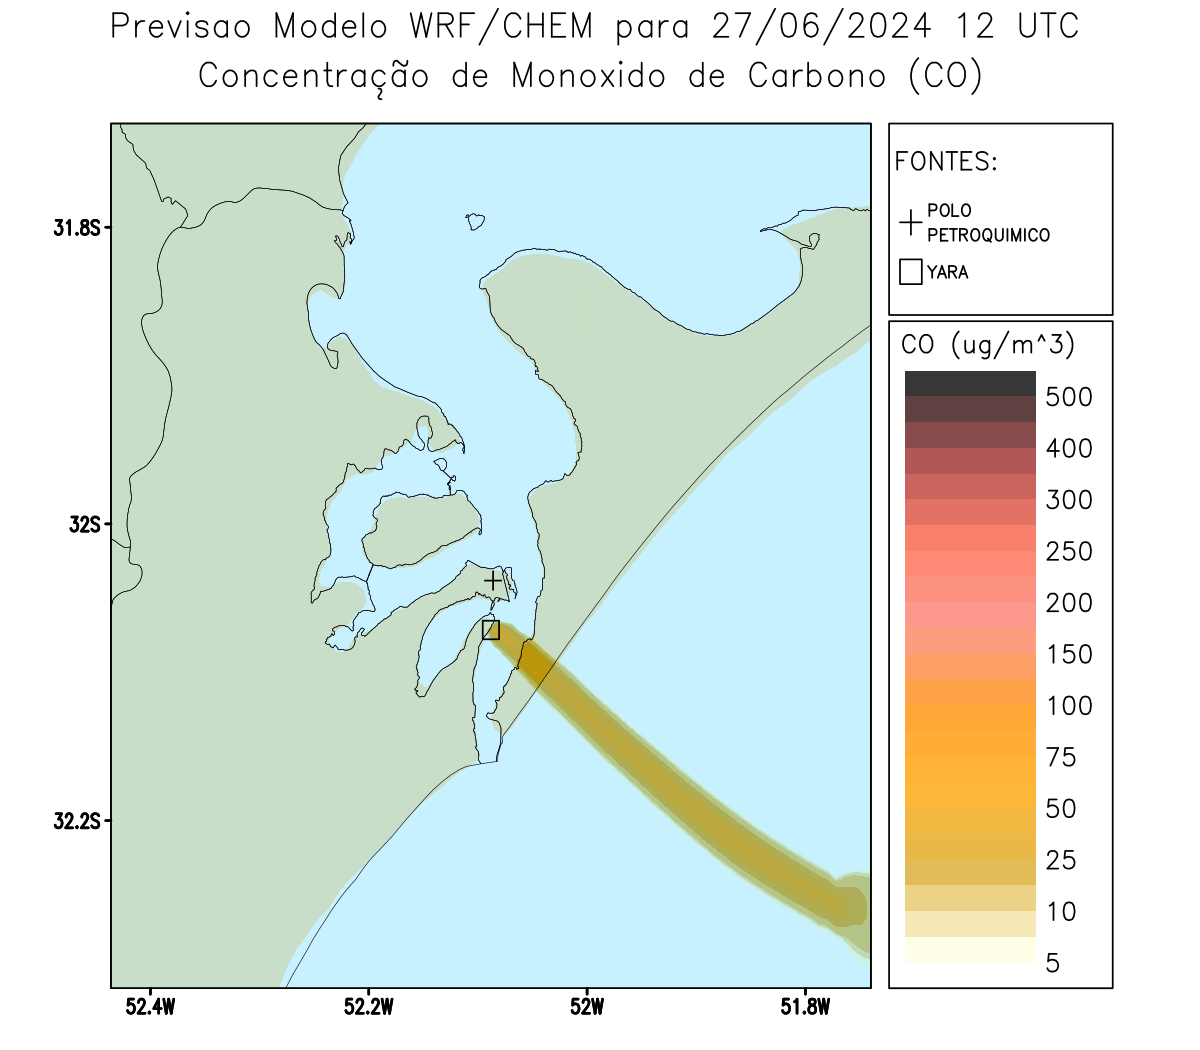 Previsao Modelo WRF/CHEM para 27/06/2024 12 UTC
Concentração de Monoxido de Carbono (CO)
FONTES:
POLO
PETROQUIMICO
YARA
CO (ug/m^3)
500
400
300
250
200
150
100
75
50
25
10
5
31.8S
32S
32.2S
52.4W
52.2W
52W
51.8W